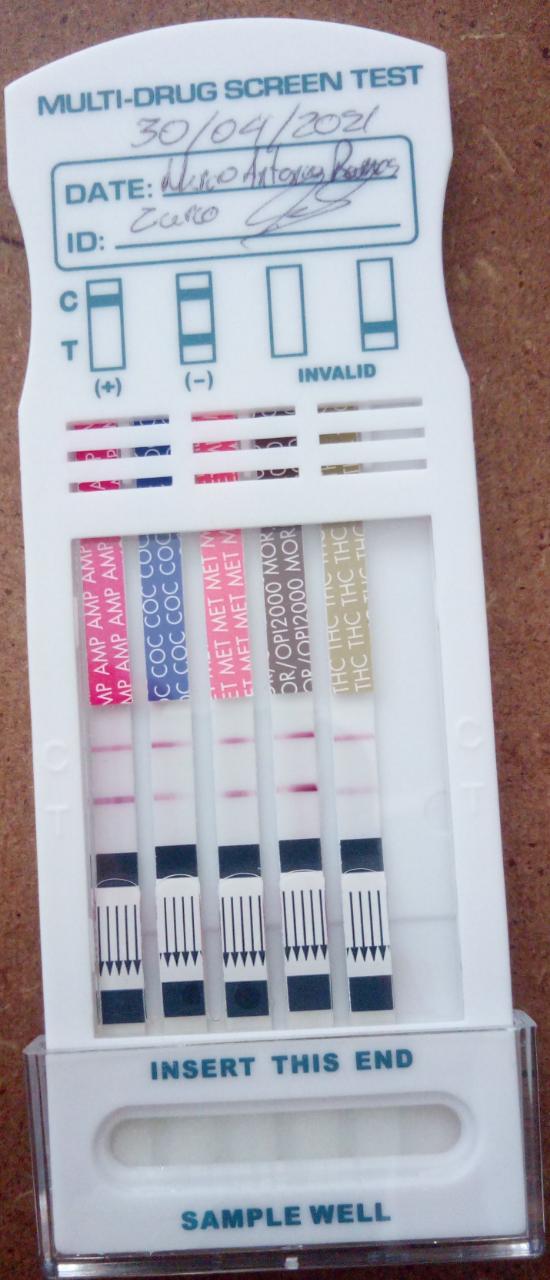 MULTI-DRUG SCREEN TEST
30/04/2021
DATE: Antonio
ID:
C
T
(+) (-) INVALID
AMP AMP AMP
COC COC COC
MET MET MET
MOR/OPI2000 MOR
THC THC THC
C C
T T
INSERT THIS END
SAMPLE WELL